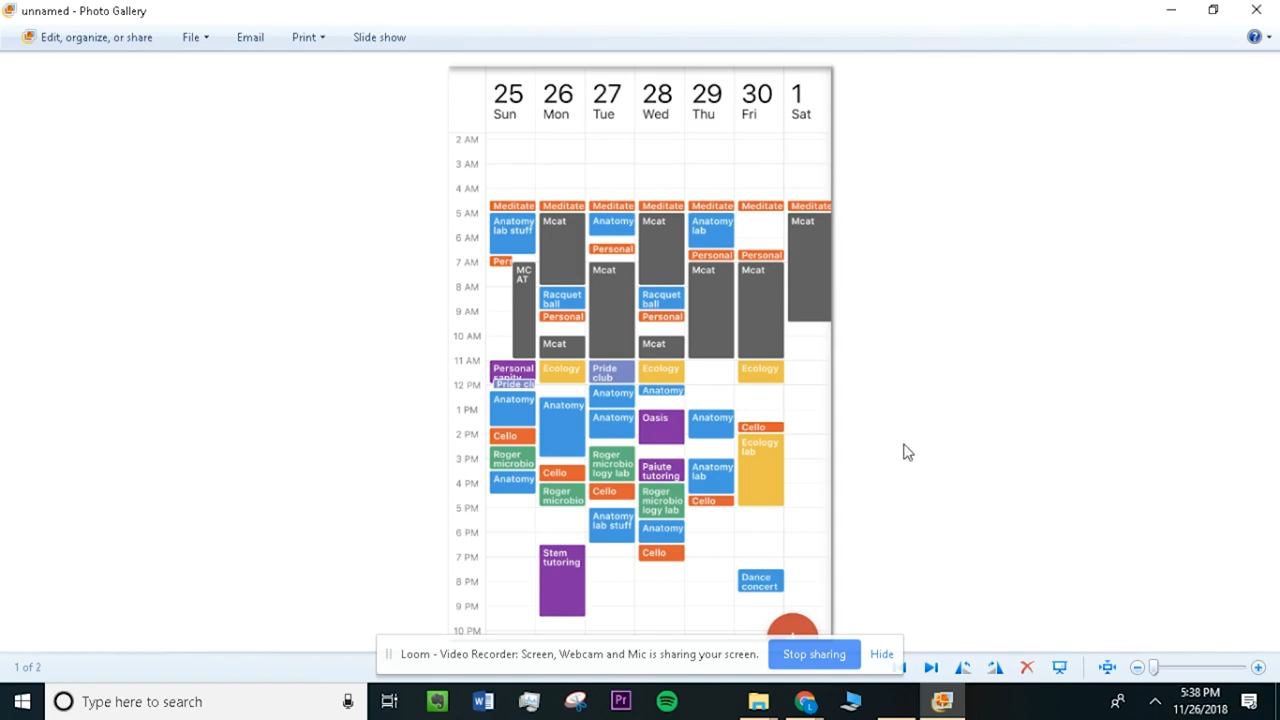 unnamed - Photo Gallery
Edit, organize, or share File Email Print Slide show
25 26 27 28 29 30 1
Sun Mon Tue Wed Thu Fri Sat
2 AM
3 AM
4 AM
Meditate Meditate Meditate Meditate Meditate Meditate Meditate
5 AM
Anatomy lab stuff
Mcat
Anatomy
Mcat
Anatomy lab
Mcat
6 AM
Personal
7 AM
Pers
MC
AT
Mcat
Personal
Mcat
Personal
Mcat
8 AM
Racquet
ball
Racquet
ball
9 AM
Personal
Personal
10 AM
Mcat
Mcat
11 AM
Personal
sanity
Ecology
Pride
club
Ecology
Ecology
12 PM
Pride clu
Anatomy
Anatomy
Anatomy
Anatomy
1 PM
Anatomy
Oasis
Anatomy
Cello
2 PM
Cello
Ecology
lab
Roger
microbio
Roger
microbio
logy lab
3 PM
Cello
Paiute
tutoring
Anatomy
lab
Anatomy
4 PM
Roger
microbio
Cello
Roger
microbio
logy lab
Cello
5 PM
Anatomy
lab stuff
Anatomy
6 PM
Stem
tutoring
Cello
7 PM
Dance
concert
8 PM
9 PM
10 PM
Loom - Video Recorder: Screen, Webcam and Mic is sharing your screen. Stop sharing Hide
1 of 2
Type here to search
5:38 PM
11/26/2018